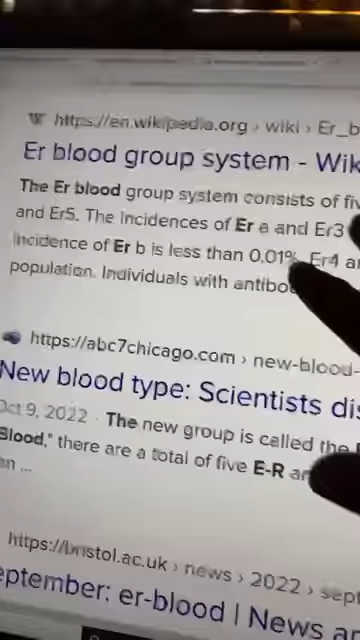 https://en.wikipedia.org › wiki › Er_b
Er blood group system - Wik
The Er blood group system consists of fiv
and Er5. The incidences of Er a and Er3
incidence of Er b is less than 0.01%. Er4 a
population. Individuals with antibo
https://abc7chicago.com › new-blood-
New blood type: Scientists dis
Oct 9, 2022 · The new group is called the
Blood," there are a total of five E-R a
an ...
https://bristol.ac.uk › news › 2022 › sept
eptember: er-blood | News a